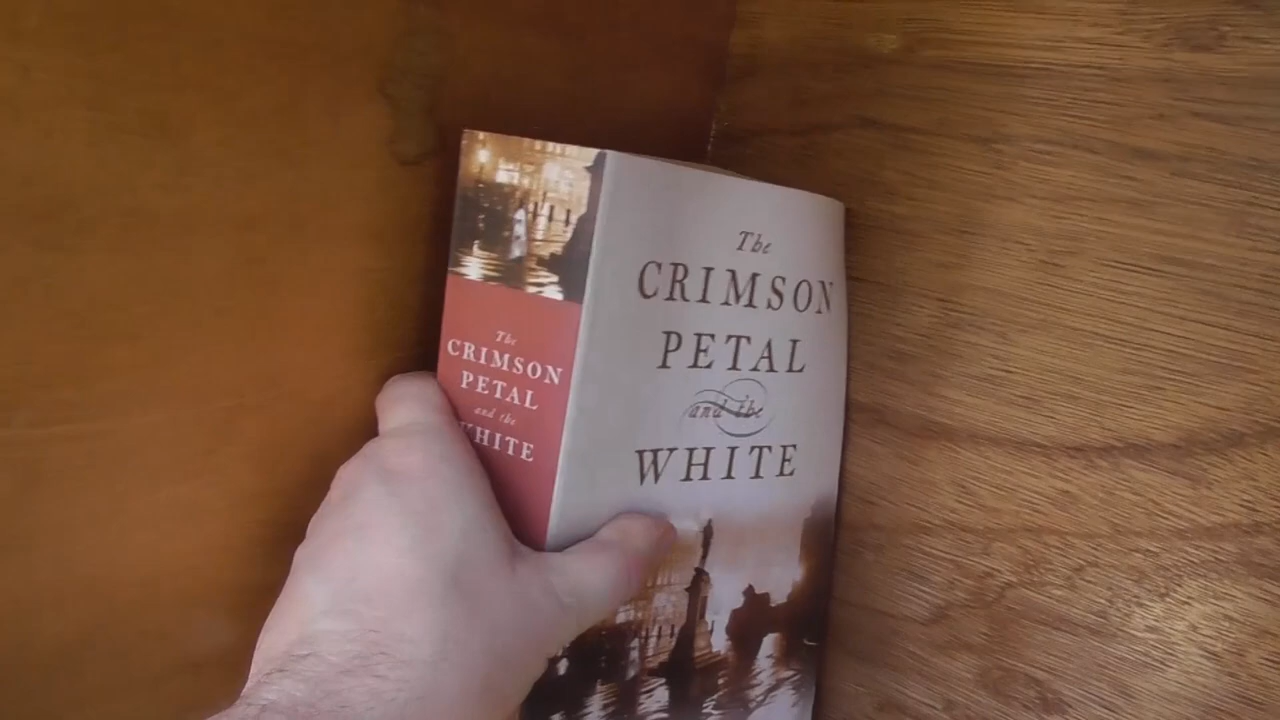 The
CRIMSON
PETAL
and the
WHITE
The
CRIMSON
PETAL
and the
WHITE